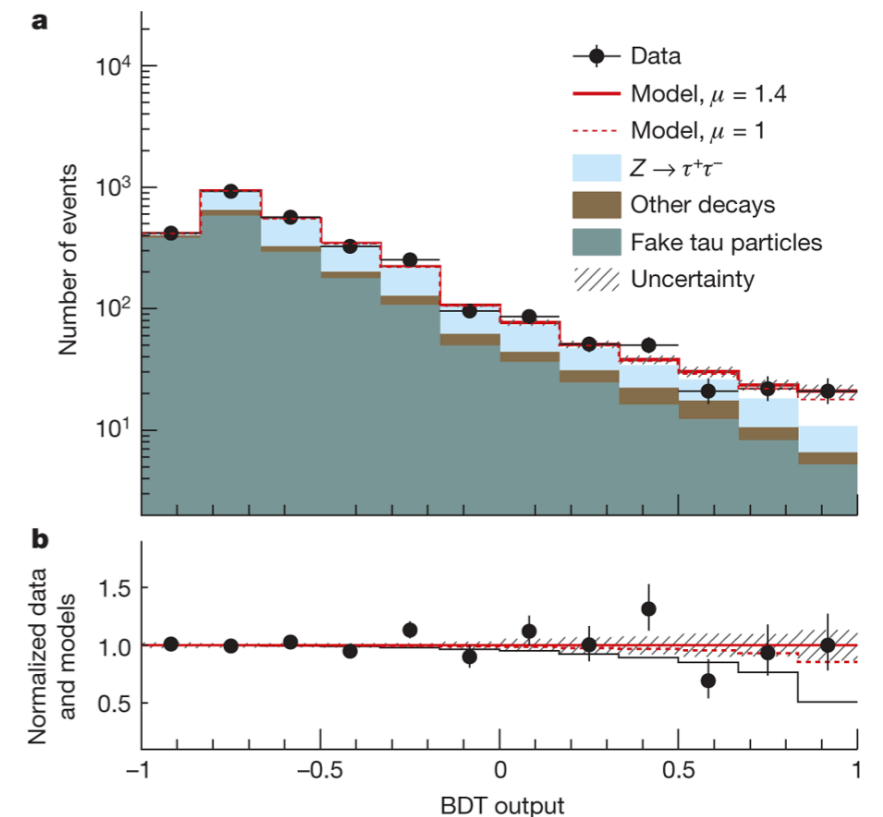 a
10⁴
10³
10²
10¹
Number of events
Data
Model, μ = 1.4
Model, μ = 1
Z → τ⁺τ⁻
Other decays
Fake tau particles
Uncertainty
b
1.5
1.0
0.5
Normalized data
and models
−1
−0.5
0
0.5
1
BDT output